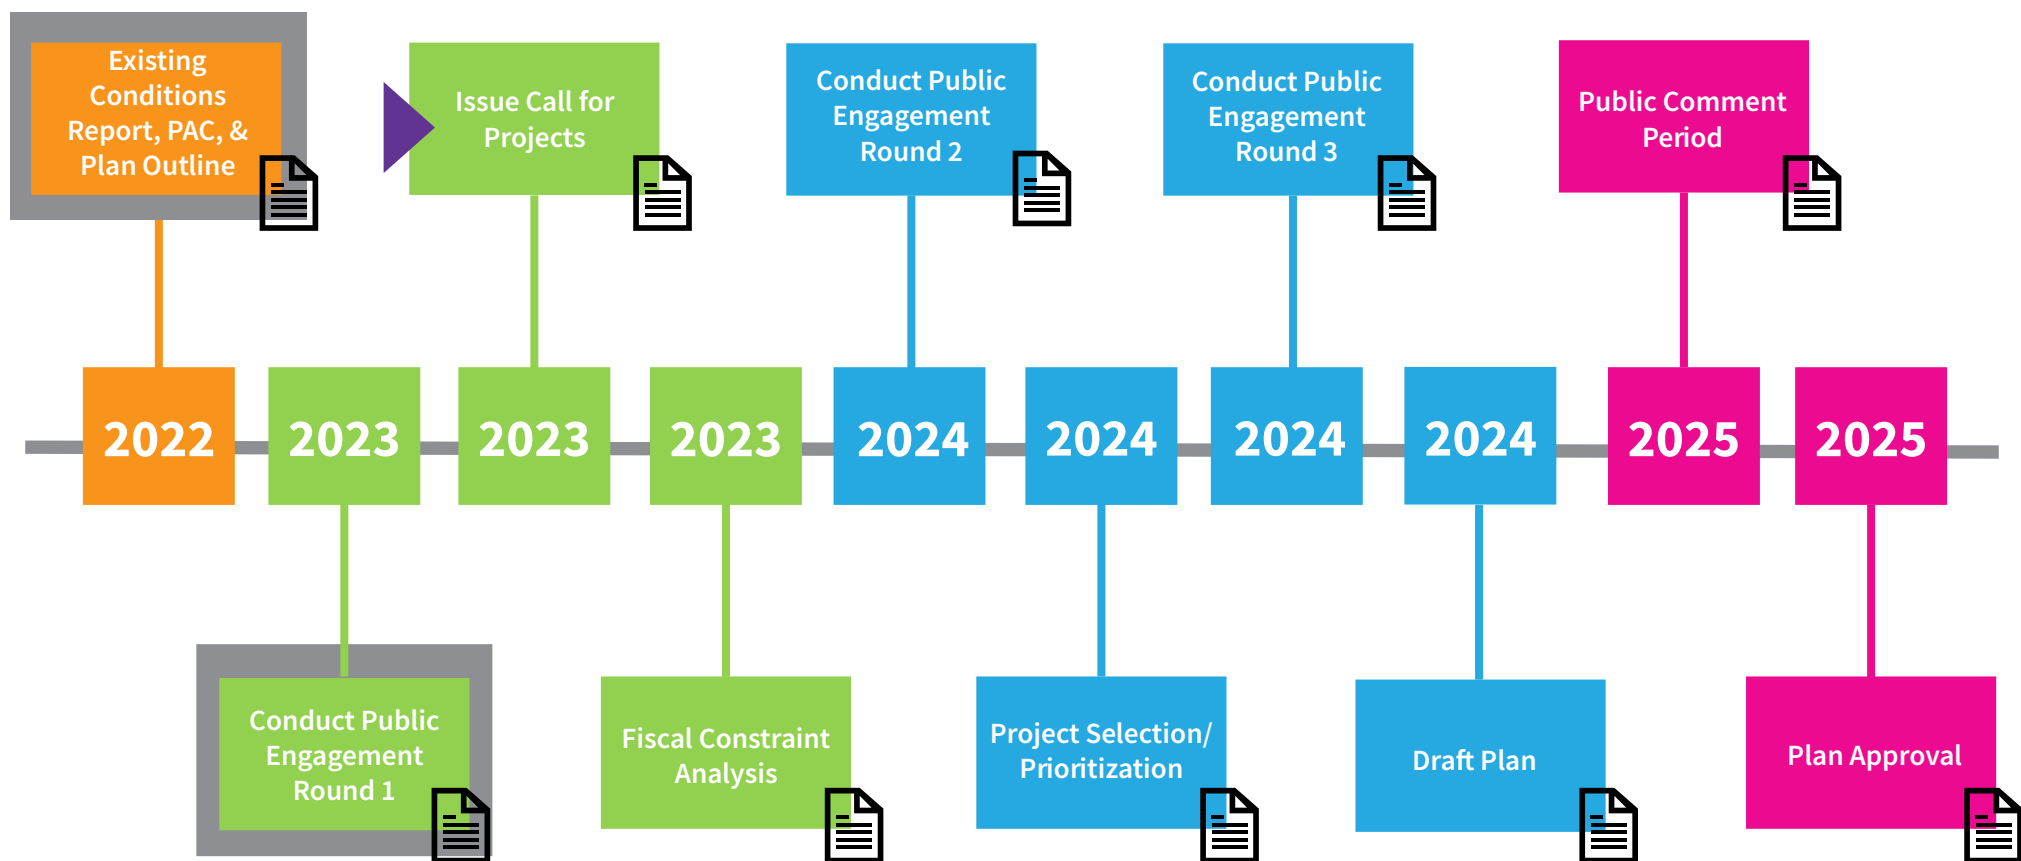 Existing
Conditions
Report, PAC, &
Plan Outline
Issue Call for
Projects
Conduct Public
Engagement
Round 2
Conduct Public
Engagement
Round 3
Public Comment
Period
2022
2023
2023
2023
2024
2024
2024
2024
2025
2025
Conduct Public
Engagement
Round 1
Fiscal Constraint
Analysis
Project Selection/
Prioritization
Draft Plan
Plan Approval